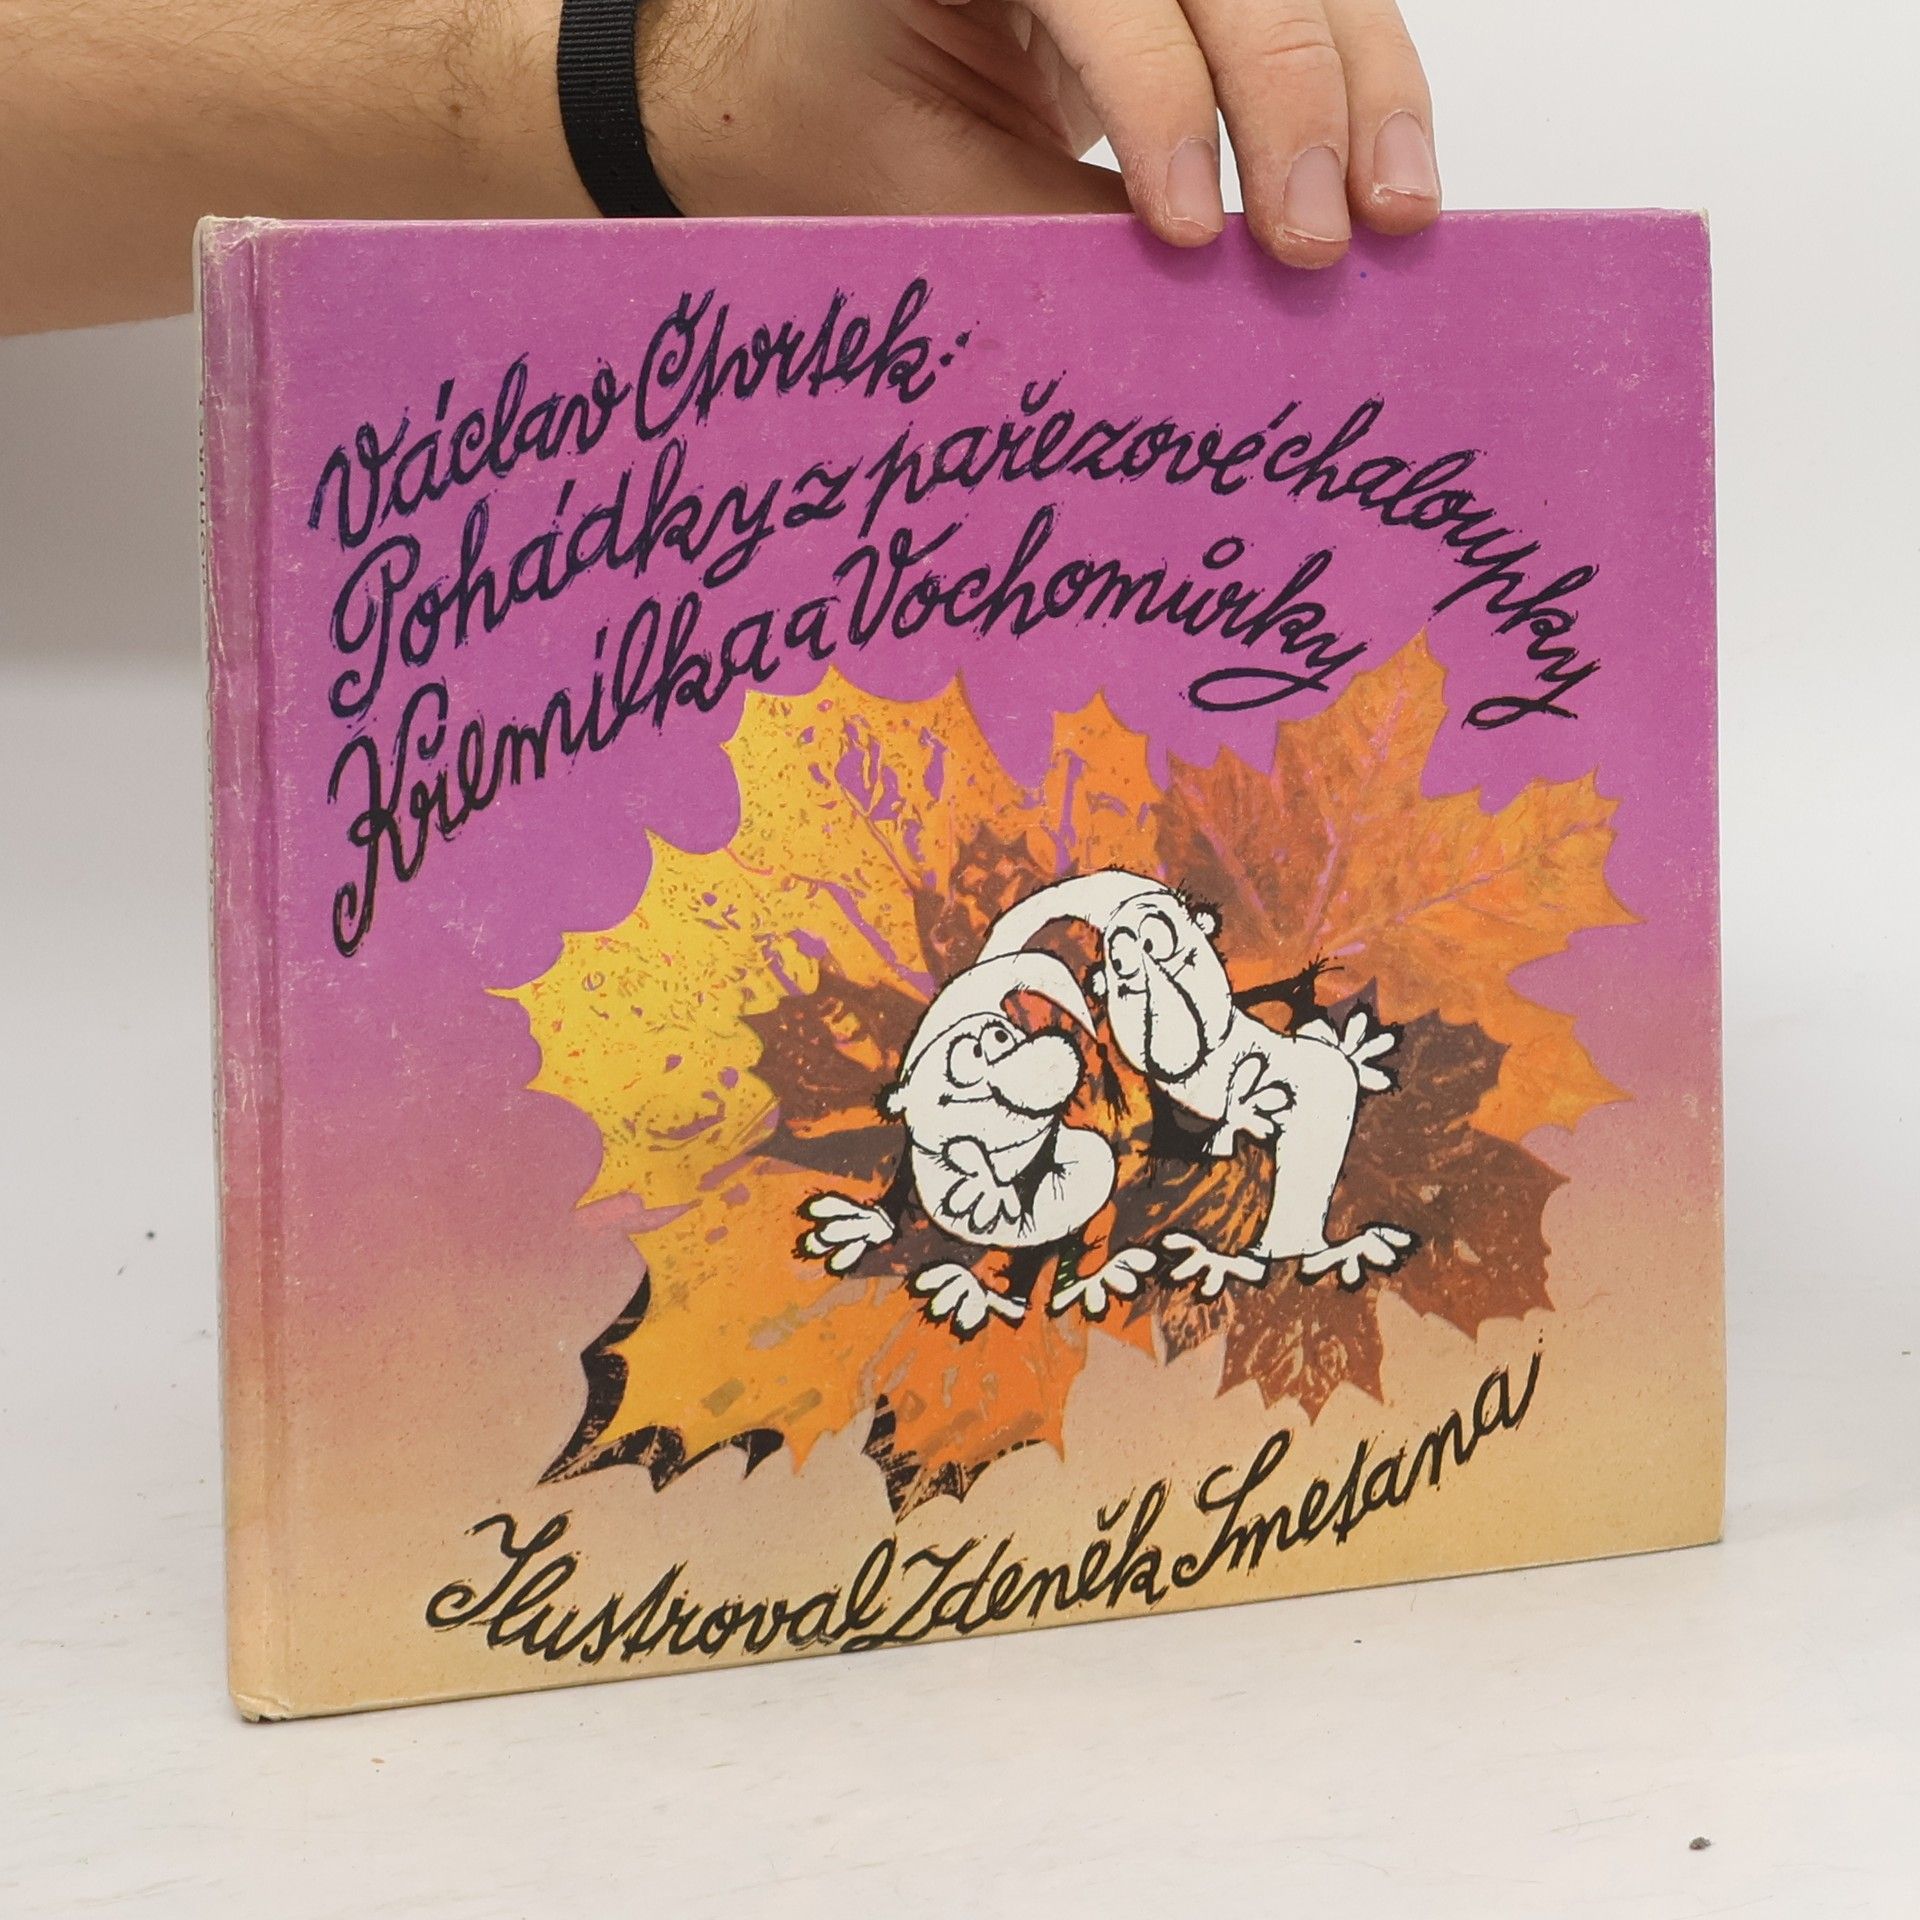 Václav Čtvrtek:
Pohádky z pařezové chaloupky
Křemílka a Vochomůrky
Ilustroval Zdeněk Smetana